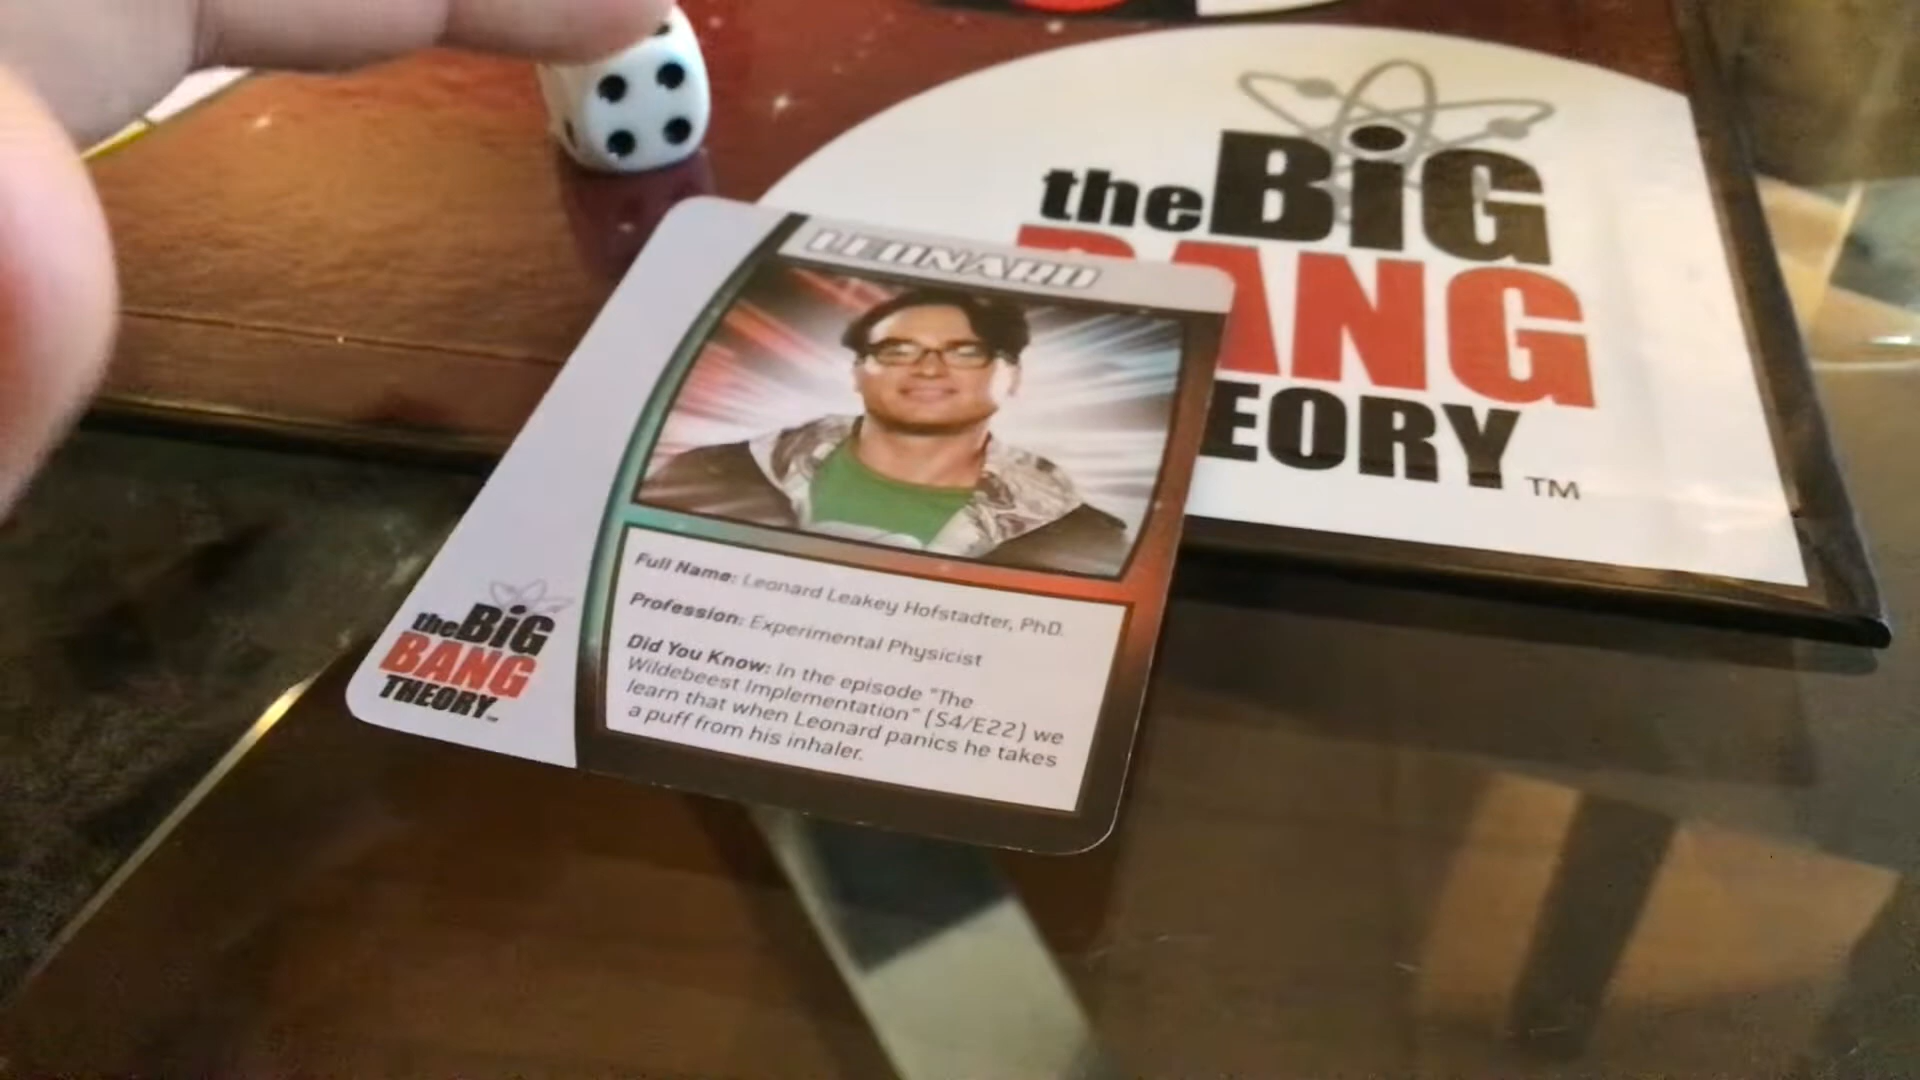 the BiG
BANG
THEORY
TM
LEONARD
Full Name: Leonard Leakey Hofstadter, PhD.
Profession: Experimental Physicist
Did You Know: In the episode "The
Wildebeest Implementation" (S4/E22) we
learn that when Leonard panics he takes
a puff from his inhaler.
the BiG
BANG
THEORY
TM